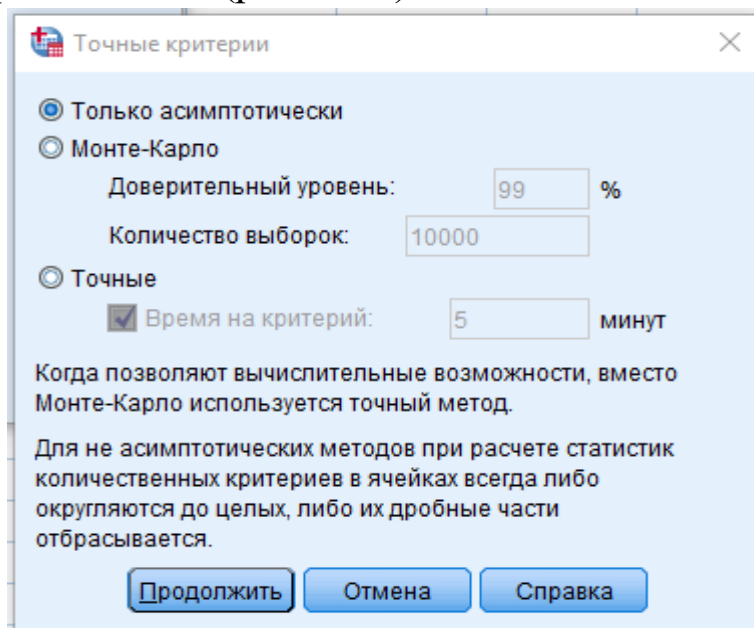 Точные критерии
Только асимптотически
Монте-Карло
Доверительный уровень: 99 %
Количество выборок: 10000
Точные
Время на критерий: 5 минут
Когда позволяют вычислительные возможности, вместо
Монте-Карло используется точный метод.
Для не асимптотических методов при расчете статистик
количественных критериев в ячейках всегда либо
округляются до целых, либо их дробные части
отбрасывается.
Продолжить Отмена Справка